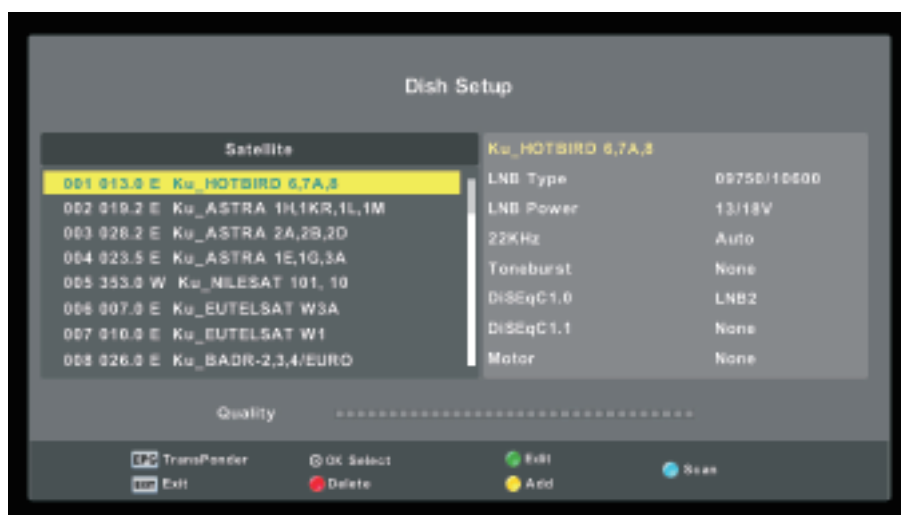 Dish Setup
Satellite
001 013.0 E Ku_HOTBIRD 6,7A,8
002 019.2 E Ku_ASTRA 1H,1KR,1L,1M
003 028.2 E Ku_ASTRA 2A,2B,2D
004 023.5 E Ku_ASTRA 1E,1G,3A
005 353.0 W Ku_NILESAT 101, 10
006 007.0 E Ku_EUTELSAT W3A
007 010.0 E Ku_EUTELSAT W1
008 026.0 E Ku_BADR-2,3,4/EURO
Ku_HOTBIRD 6,7A,8
LNB Type 09750/10600
LNB Power 13/18V
22KHz Auto
Toneburst None
DiSEqC1.0 LNB2
DiSEqC1.1 None
Motor None
Quality
EPG TransPonder OK Select Edit Scan
Exit Delete Add